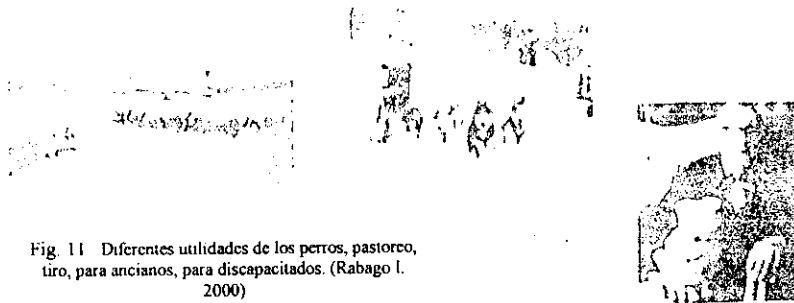 Fig. 11 Diferentes utilidades de los perros, pastoreo,
tiro, para ancianos, para discapacitados. (Rabago I.
2000)